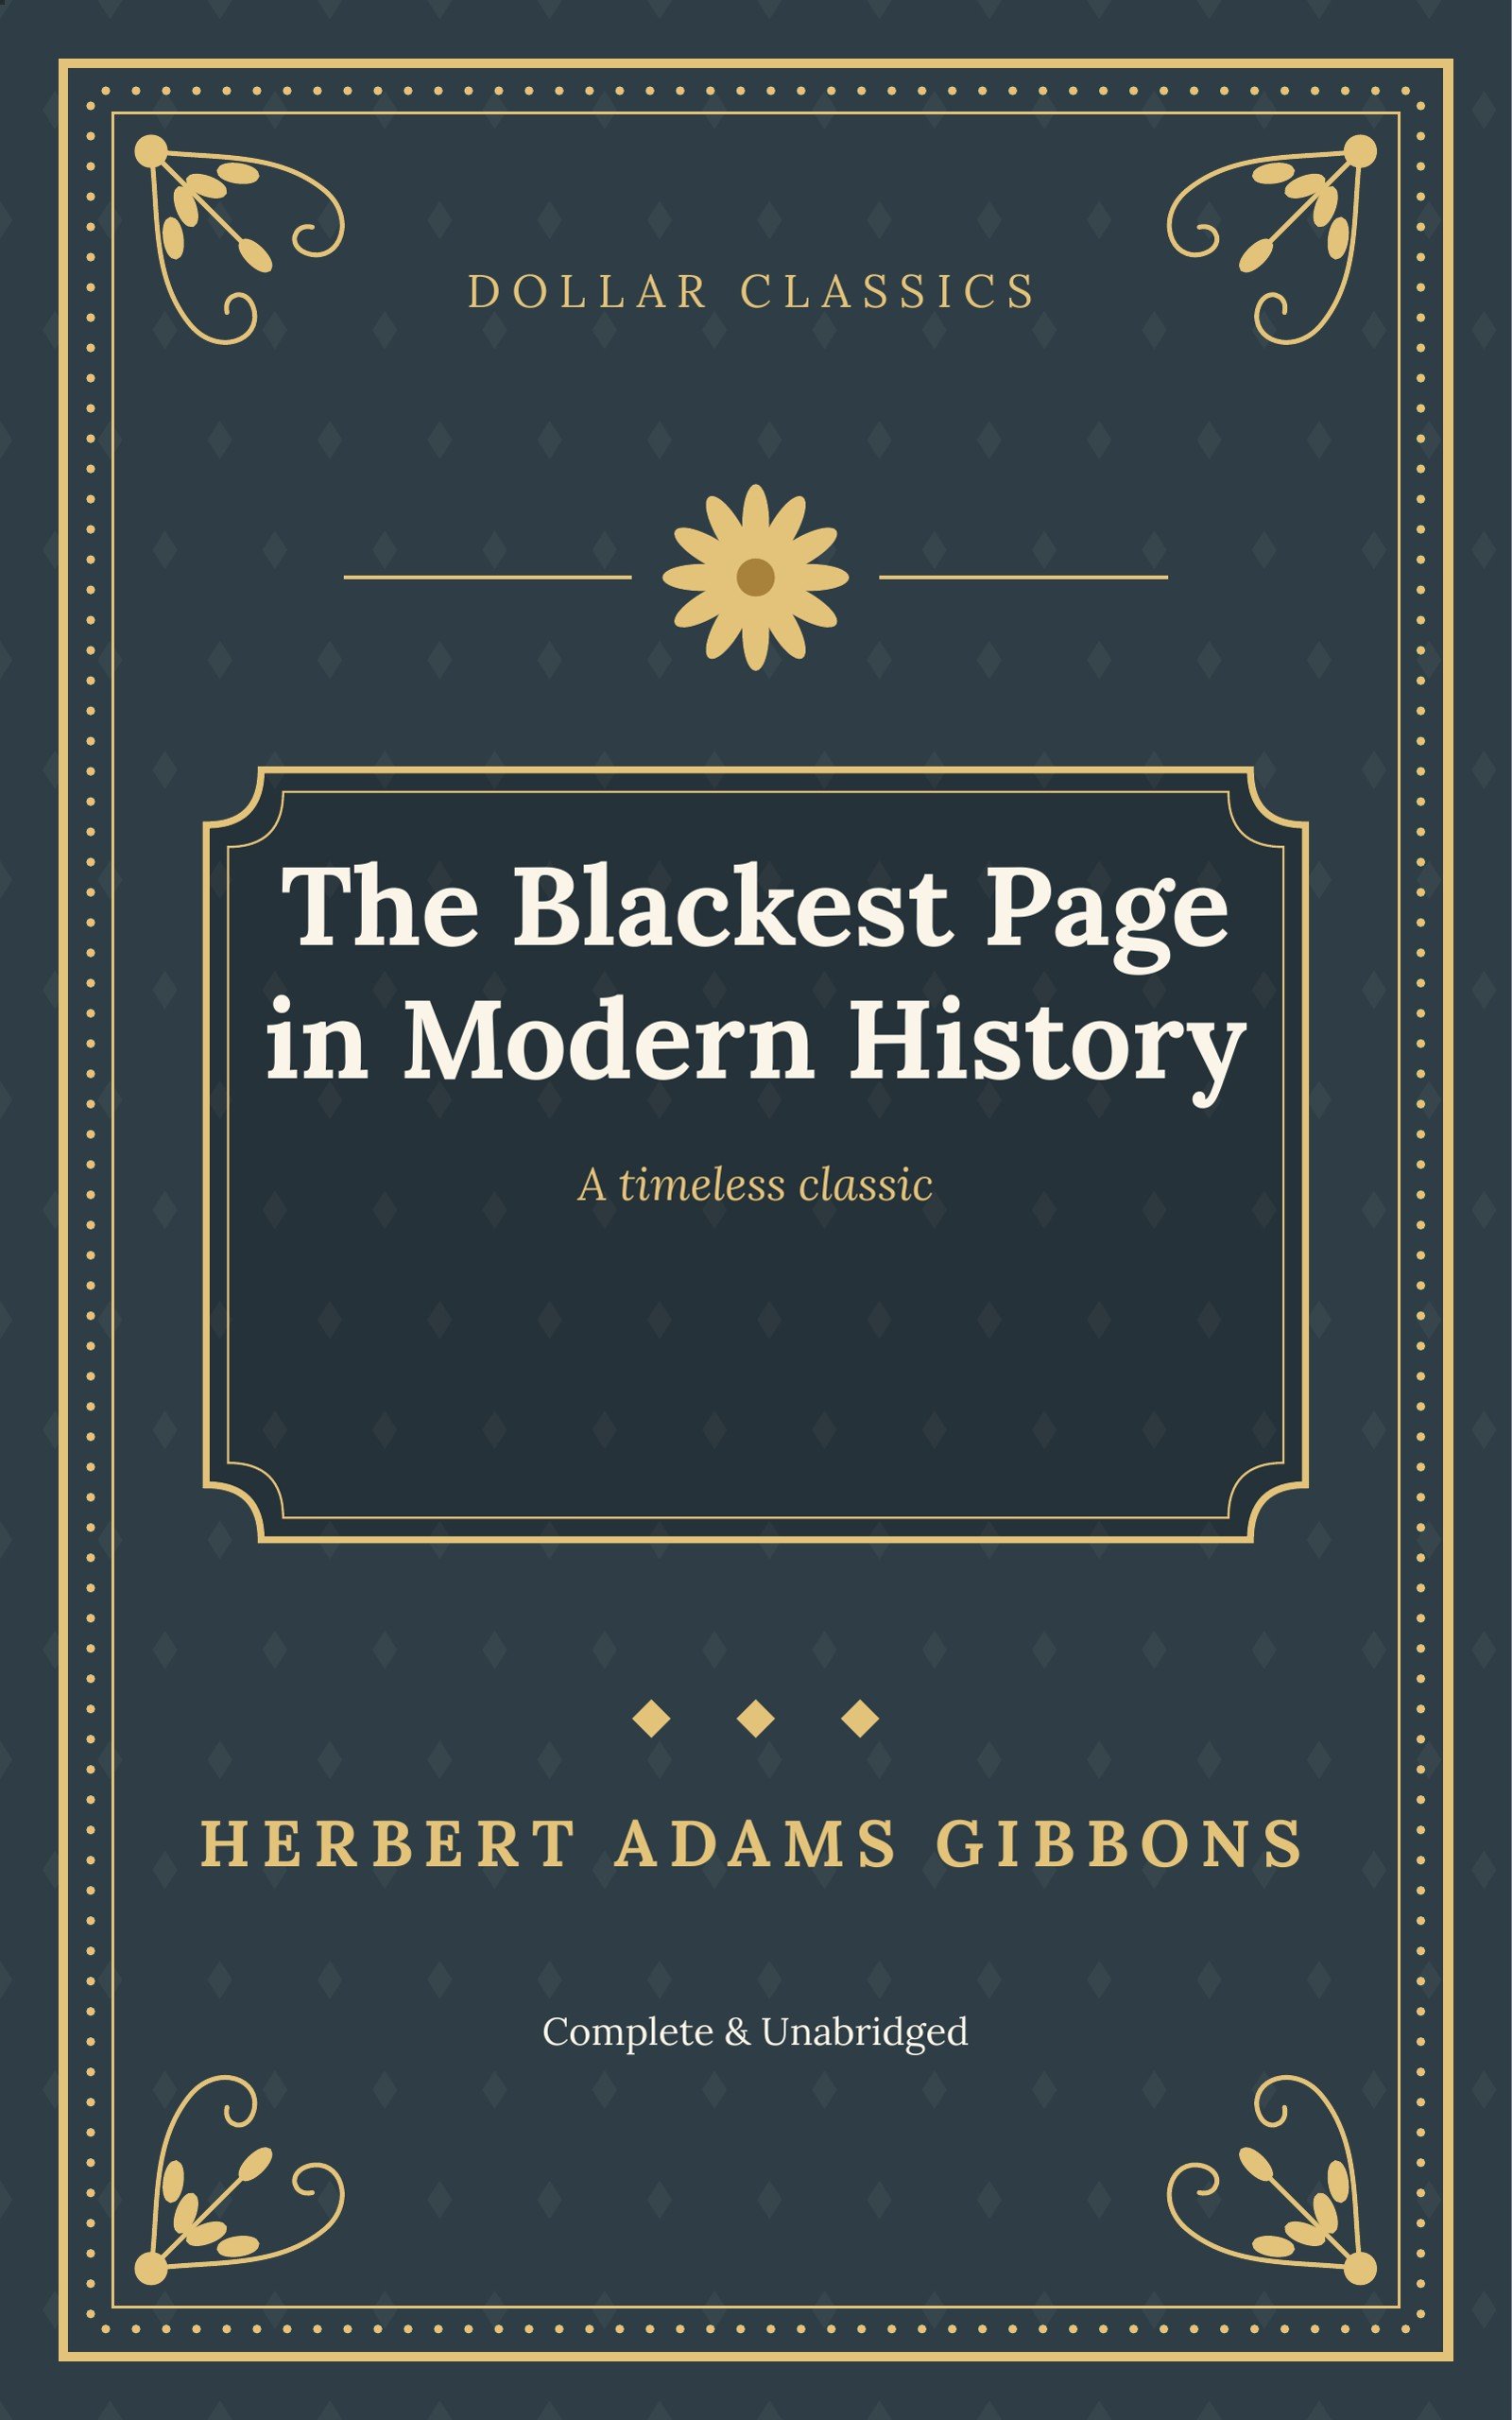 DOLLAR CLASSICS
The Blackest Page
in Modern History
A timeless classic
HERBERT ADAMS GIBBONS
Complete & Unabridged